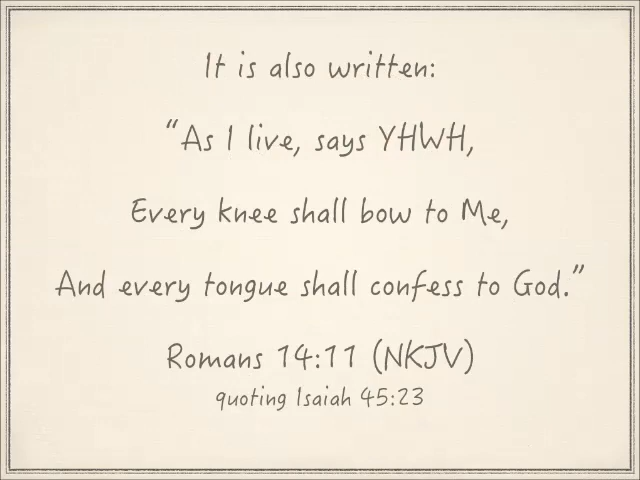 It is also written:
“As I live, says YHWH,
Every knee shall bow to Me,
And every tongue shall confess to God.”
Romans 14:11 (NKJV)
quoting Isaiah 45:23